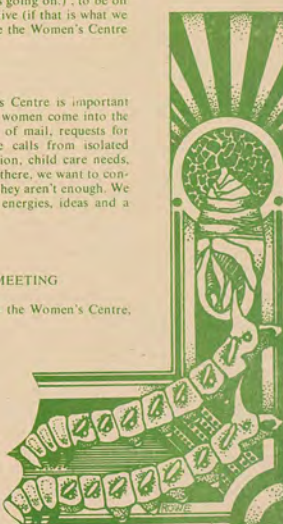 s going on.) , to be on
ive (if that is what we
e the Women's Centre
s Centre is important
women come into the
of mail, requests for
e calls from isolated
ion, child care needs,
there, we want to con-
hey aren't enough. We
energies, ideas and a
MEETING
the Women's Centre,
ROWE